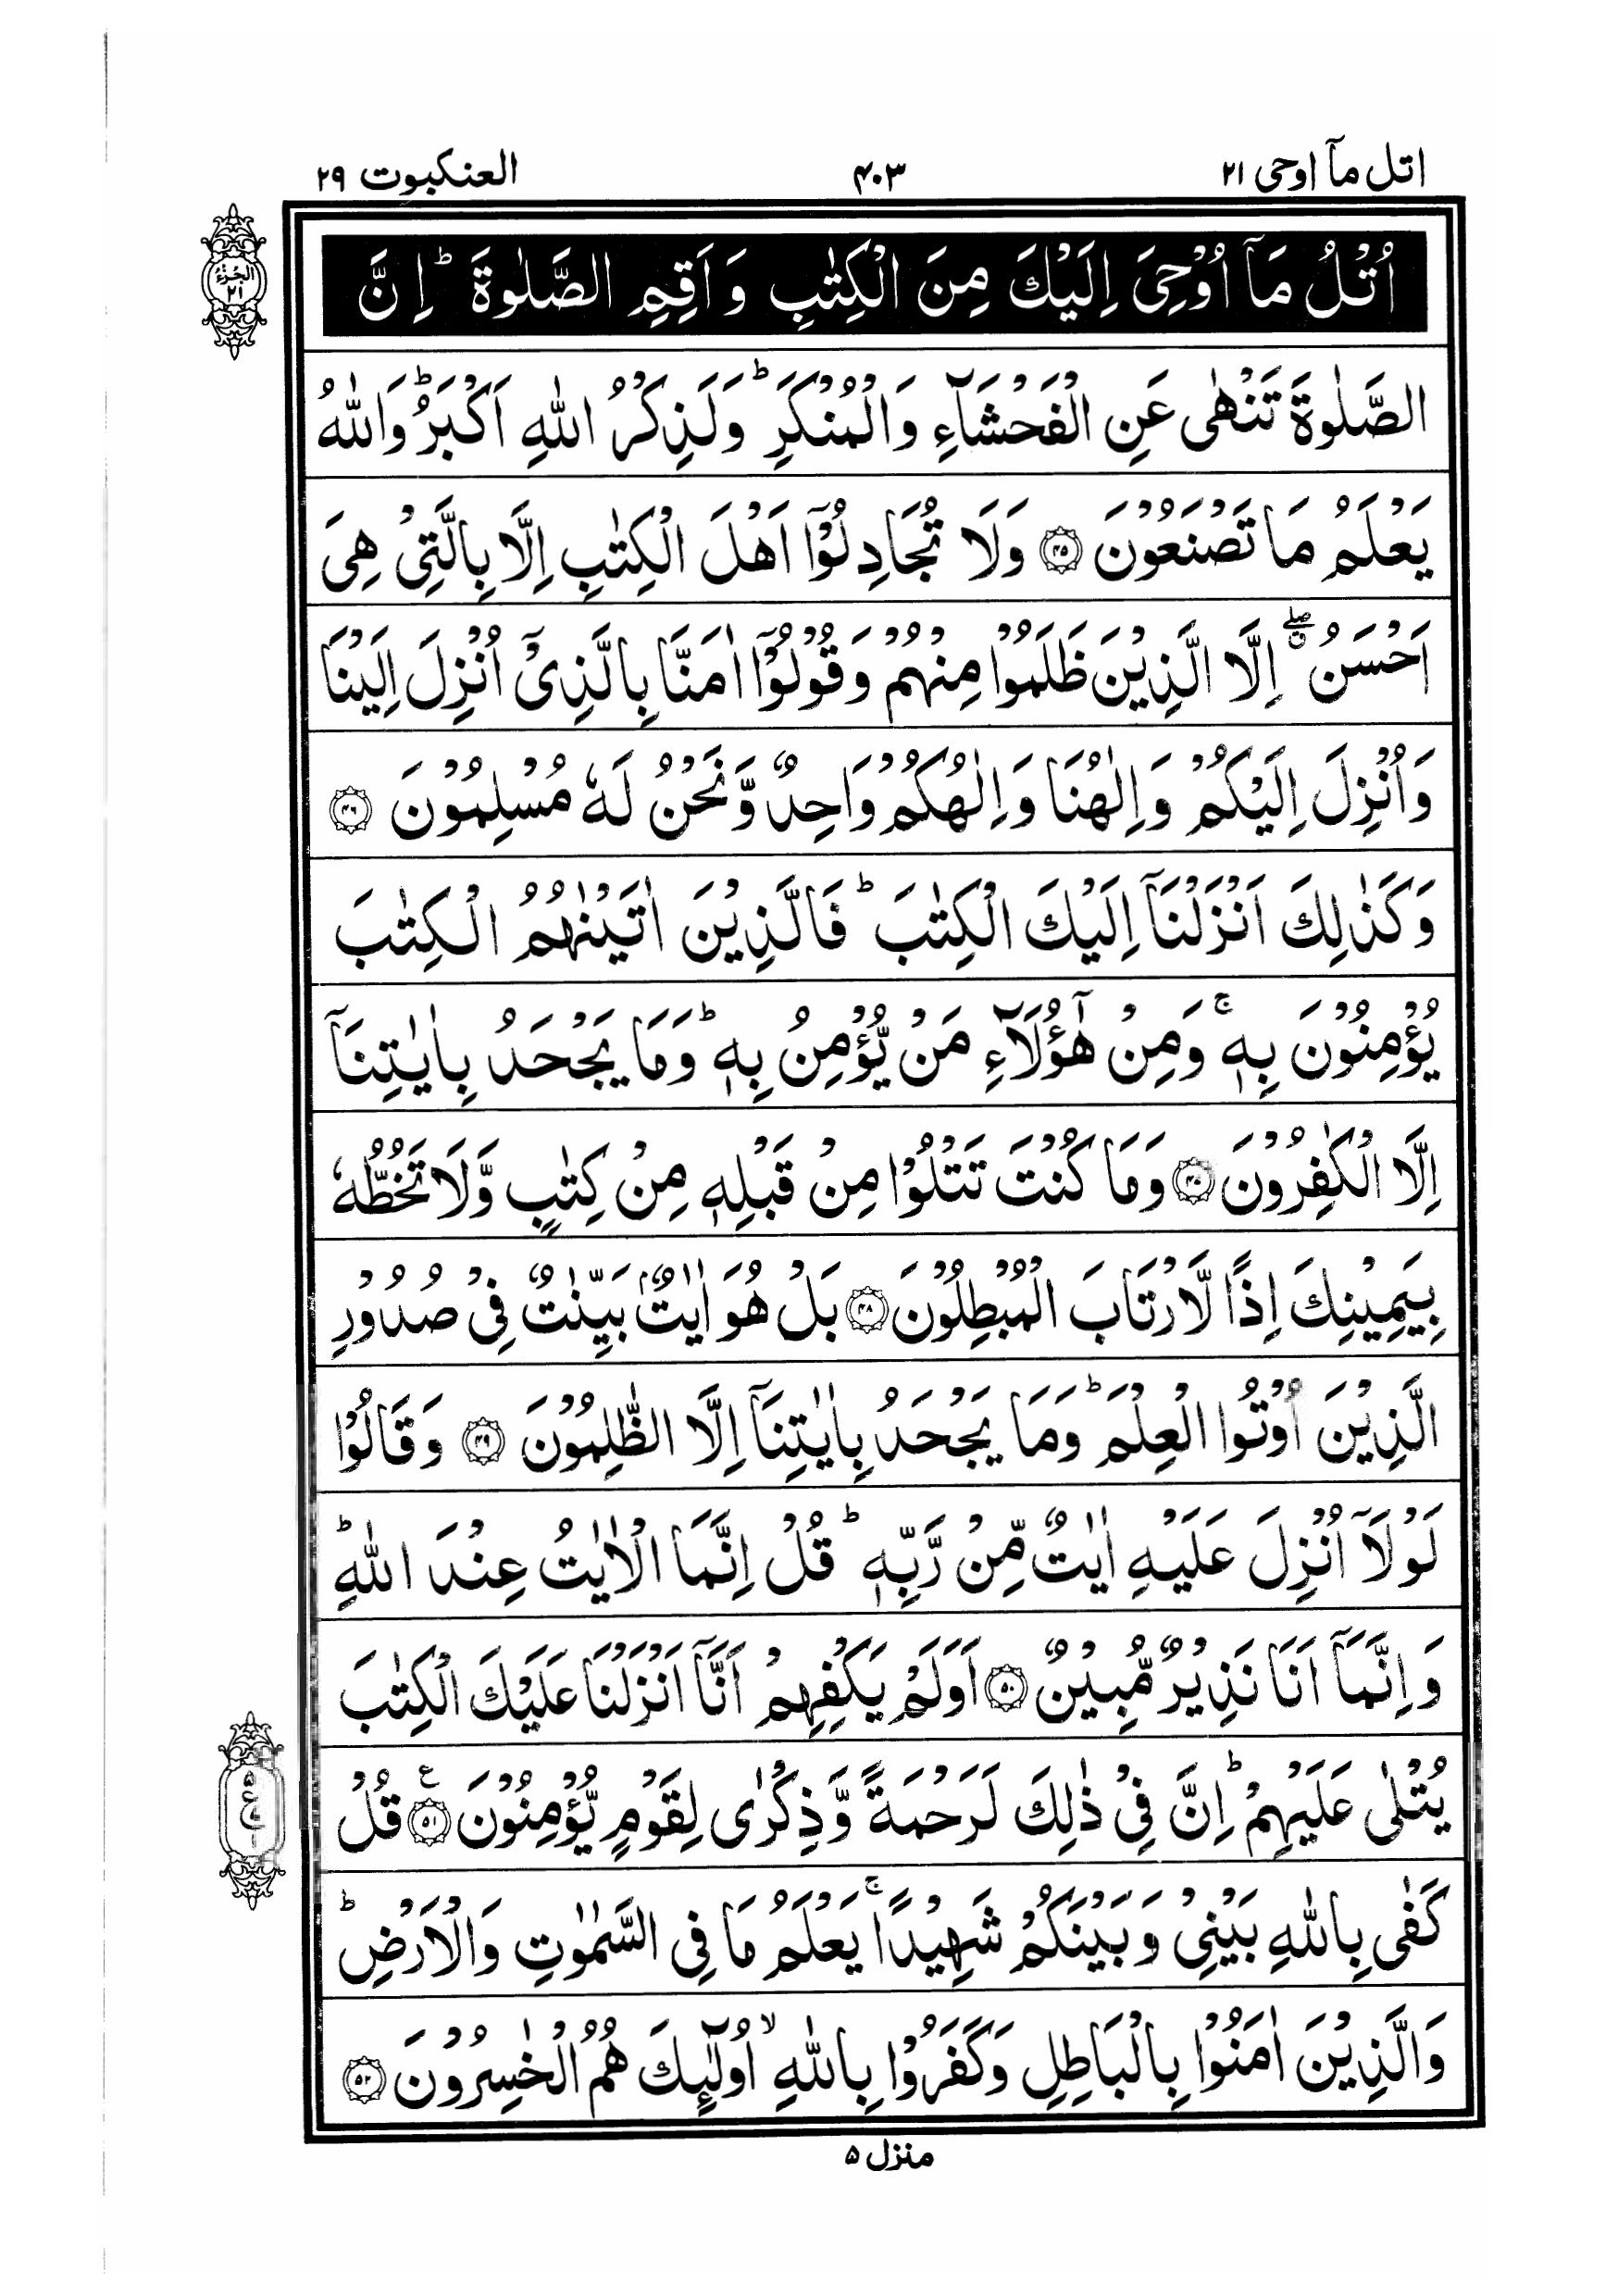 اتل مآ اوحی ۲۱
۴۰۳
العنکبوت ۲۹
الجزء
۲۱
اُتْلُ مَاۤ اُوْحِیَ اِلَیْكَ مِنَ الْكِتٰبِ وَاَقِمِ الصَّلٰوةَ ؕ اِنَّ
الصَّلٰوةَ تَنْهٰی عَنِ الْفَحْشَآءِ وَالْمُنْكَرِ ؕ وَلَذِكْرُ اللّٰهِ اَكْبَرُ ؕ وَاللّٰهُ
یَعْلَمُ مَا تَصْنَعُوْنَ ۝۴۵ وَلَا تُجَادِلُوْۤا اَهْلَ الْكِتٰبِ اِلَّا بِالَّتِیْ هِیَ
اَحْسَنُ ۖ٘ اِلَّا الَّذِیْنَ ظَلَمُوْا مِنْهُمْ وَقُوْلُوْۤا اٰمَنَّا بِالَّذِیْۤ اُنْزِلَ اِلَیْنَا
وَاُنْزِلَ اِلَیْكُمْ وَاِلٰهُنَا وَاِلٰهُكُمْ وَاحِدٌ وَّنَحْنُ لَهٗ مُسْلِمُوْنَ ۝۴۶
وَكَذٰلِكَ اَنْزَلْنَاۤ اِلَیْكَ الْكِتٰبَ ؕ فَالَّذِیْنَ اٰتَیْنٰهُمُ الْكِتٰبَ
یُؤْمِنُوْنَ بِهٖ ۚ وَمِنْ هٰۤؤُلَآءِ مَنْ یُّؤْمِنُ بِهٖ ؕ وَمَا یَجْحَدُ بِاٰیٰتِنَاۤ
اِلَّا الْكٰفِرُوْنَ ۝۴۷ وَمَا كُنْتَ تَتْلُوْا مِنْ قَبْلِهٖ مِنْ كِتٰبٍ وَّلَا تَخُطُّهٗ
بِیَمِیْنِكَ اِذًا لَّارْتَابَ الْمُبْطِلُوْنَ ۝۴۸ بَلْ هُوَ اٰیٰتٌۢ بَیِّنٰتٌ فِیْ صُدُوْرِ
الَّذِیْنَ اُوْتُوا الْعِلْمَ ؕ وَمَا یَجْحَدُ بِاٰیٰتِنَاۤ اِلَّا الظّٰلِمُوْنَ ۝۴۹ وَقَالُوْا
لَوْلَاۤ اُنْزِلَ عَلَیْهِ اٰیٰتٌ مِّنْ رَّبِّهٖ ؕ قُلْ اِنَّمَا الْاٰیٰتُ عِنْدَ اللّٰهِ ؕ
وَاِنَّمَاۤ اَنَا نَذِیْرٌ مُّبِیْنٌ ۝۵۰ اَوَلَمْ یَكْفِهِمْ اَنَّاۤ اَنْزَلْنَا عَلَیْكَ الْكِتٰبَ
یُتْلٰی عَلَیْهِمْ ؕ اِنَّ فِیْ ذٰلِكَ لَرَحْمَةً وَّذِكْرٰی لِقَوْمٍ یُّؤْمِنُوْنَ ۝۵۱ ع قُلْ
كَفٰی بِاللّٰهِ بَیْنِیْ وَبَیْنَكُمْ شَهِیْدًا ۚ یَعْلَمُ مَا فِی السَّمٰوٰتِ وَالْاَرْضِ ؕ
وَالَّذِیْنَ اٰمَنُوْا بِالْبَاطِلِ وَكَفَرُوْا بِاللّٰهِ ۙ اُولٰٓئِكَ هُمُ الْخٰسِرُوْنَ ۝۵۲
منزل ۵